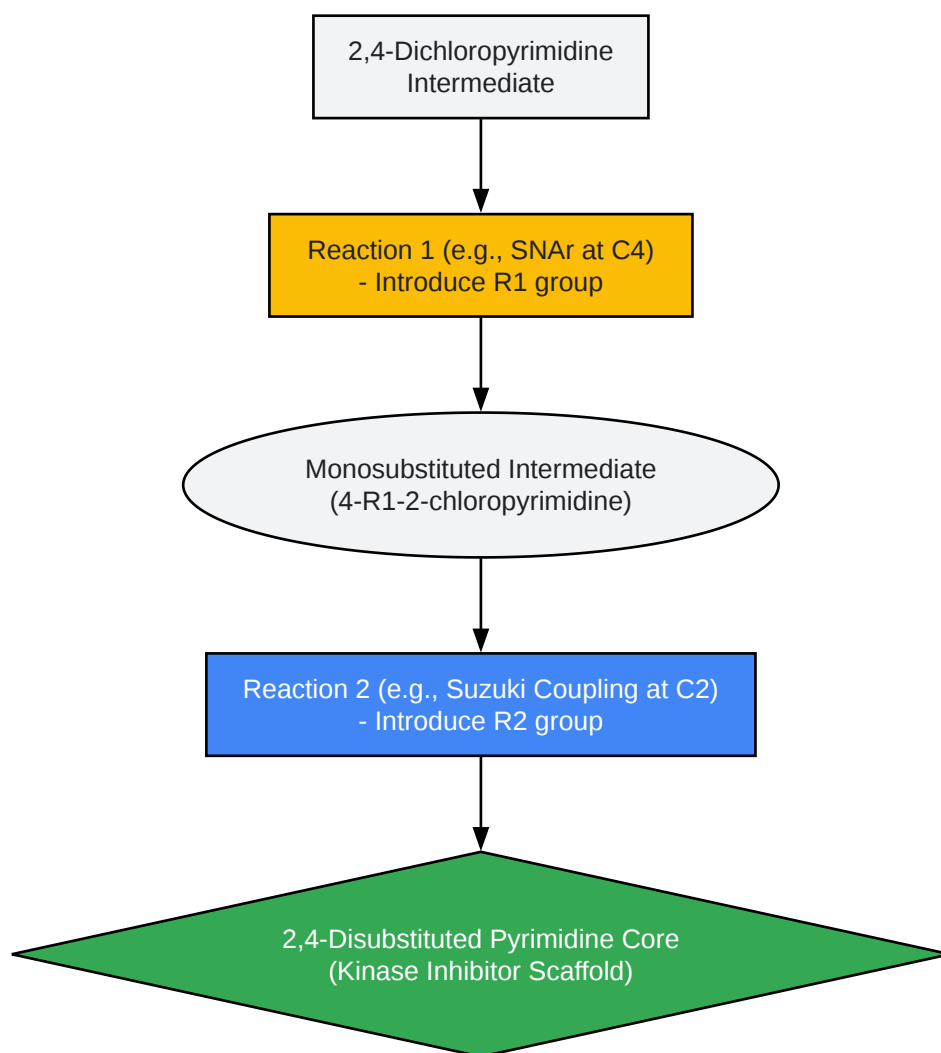 2,4-Dichloropyrimidine
Intermediate
Reaction 1 (e.g., SNAr at C4)
- Introduce R1 group
Monosubstituted Intermediate
(4-R1-2-chloropyrimidine)
Reaction 2 (e.g., Suzuki Coupling at C2)
- Introduce R2 group
2,4-Disubstituted Pyrimidine Core
(Kinase Inhibitor Scaffold)